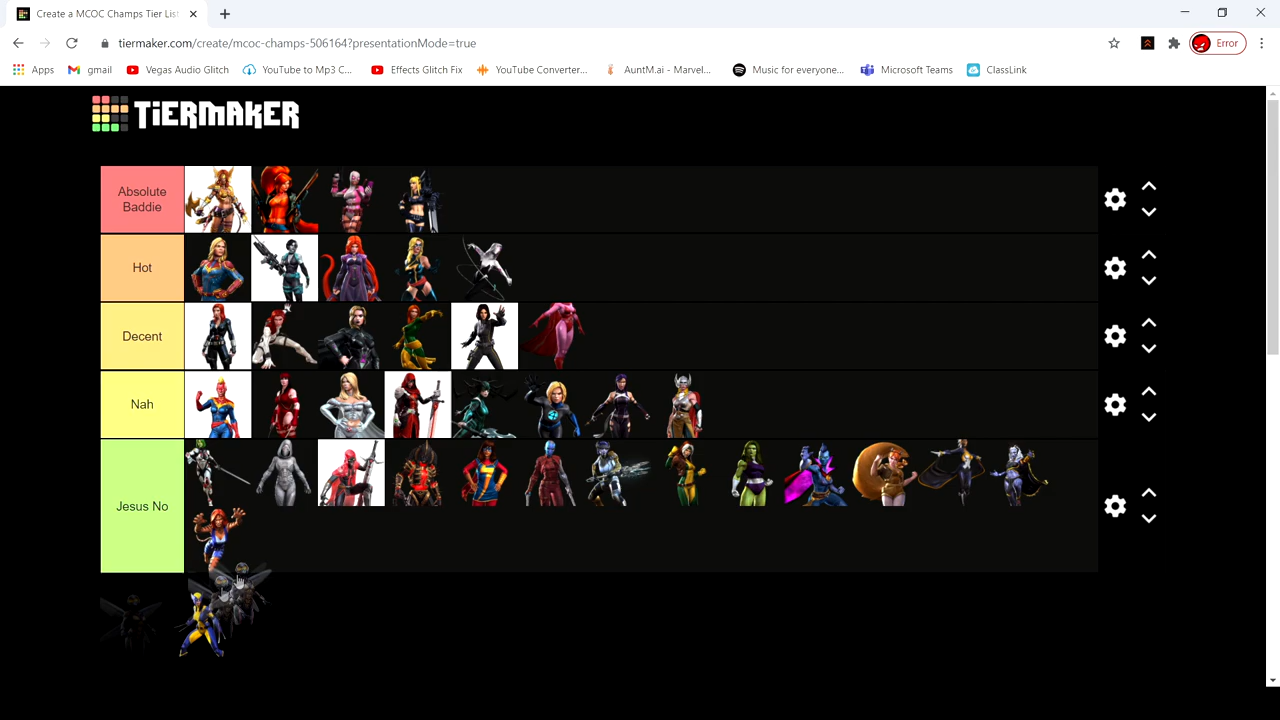 Create a MCOC Champs Tier List
tiermaker.com/create/mcoc-champs-506164?presentationMode=true
Error
Apps
gmail
Vegas Audio Glitch
YouTube to Mp3 C...
Effects Glitch Fix
YouTube Converter...
AuntM.ai - Marvel...
Music for everyone...
Microsoft Teams
ClassLink
TiERMAKER
Absolute
Baddie
Hot
Decent
Nah
Jesus No